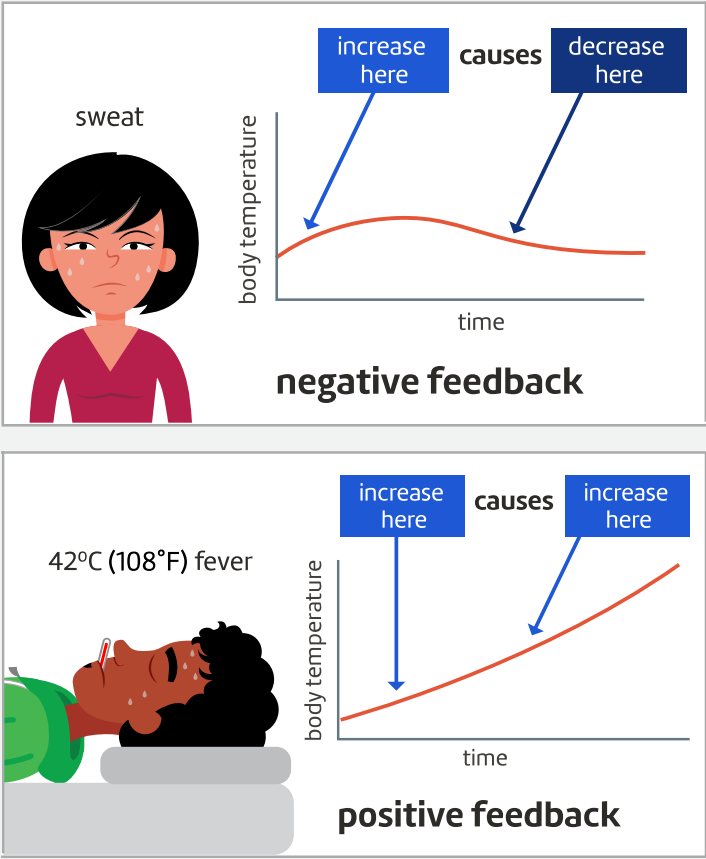 increase
here
causes
decrease
here
sweat
body temperature
time
negative feedback
increase
here
causes
increase
here
42ºC (108°F) fever
body temperature
time
positive feedback